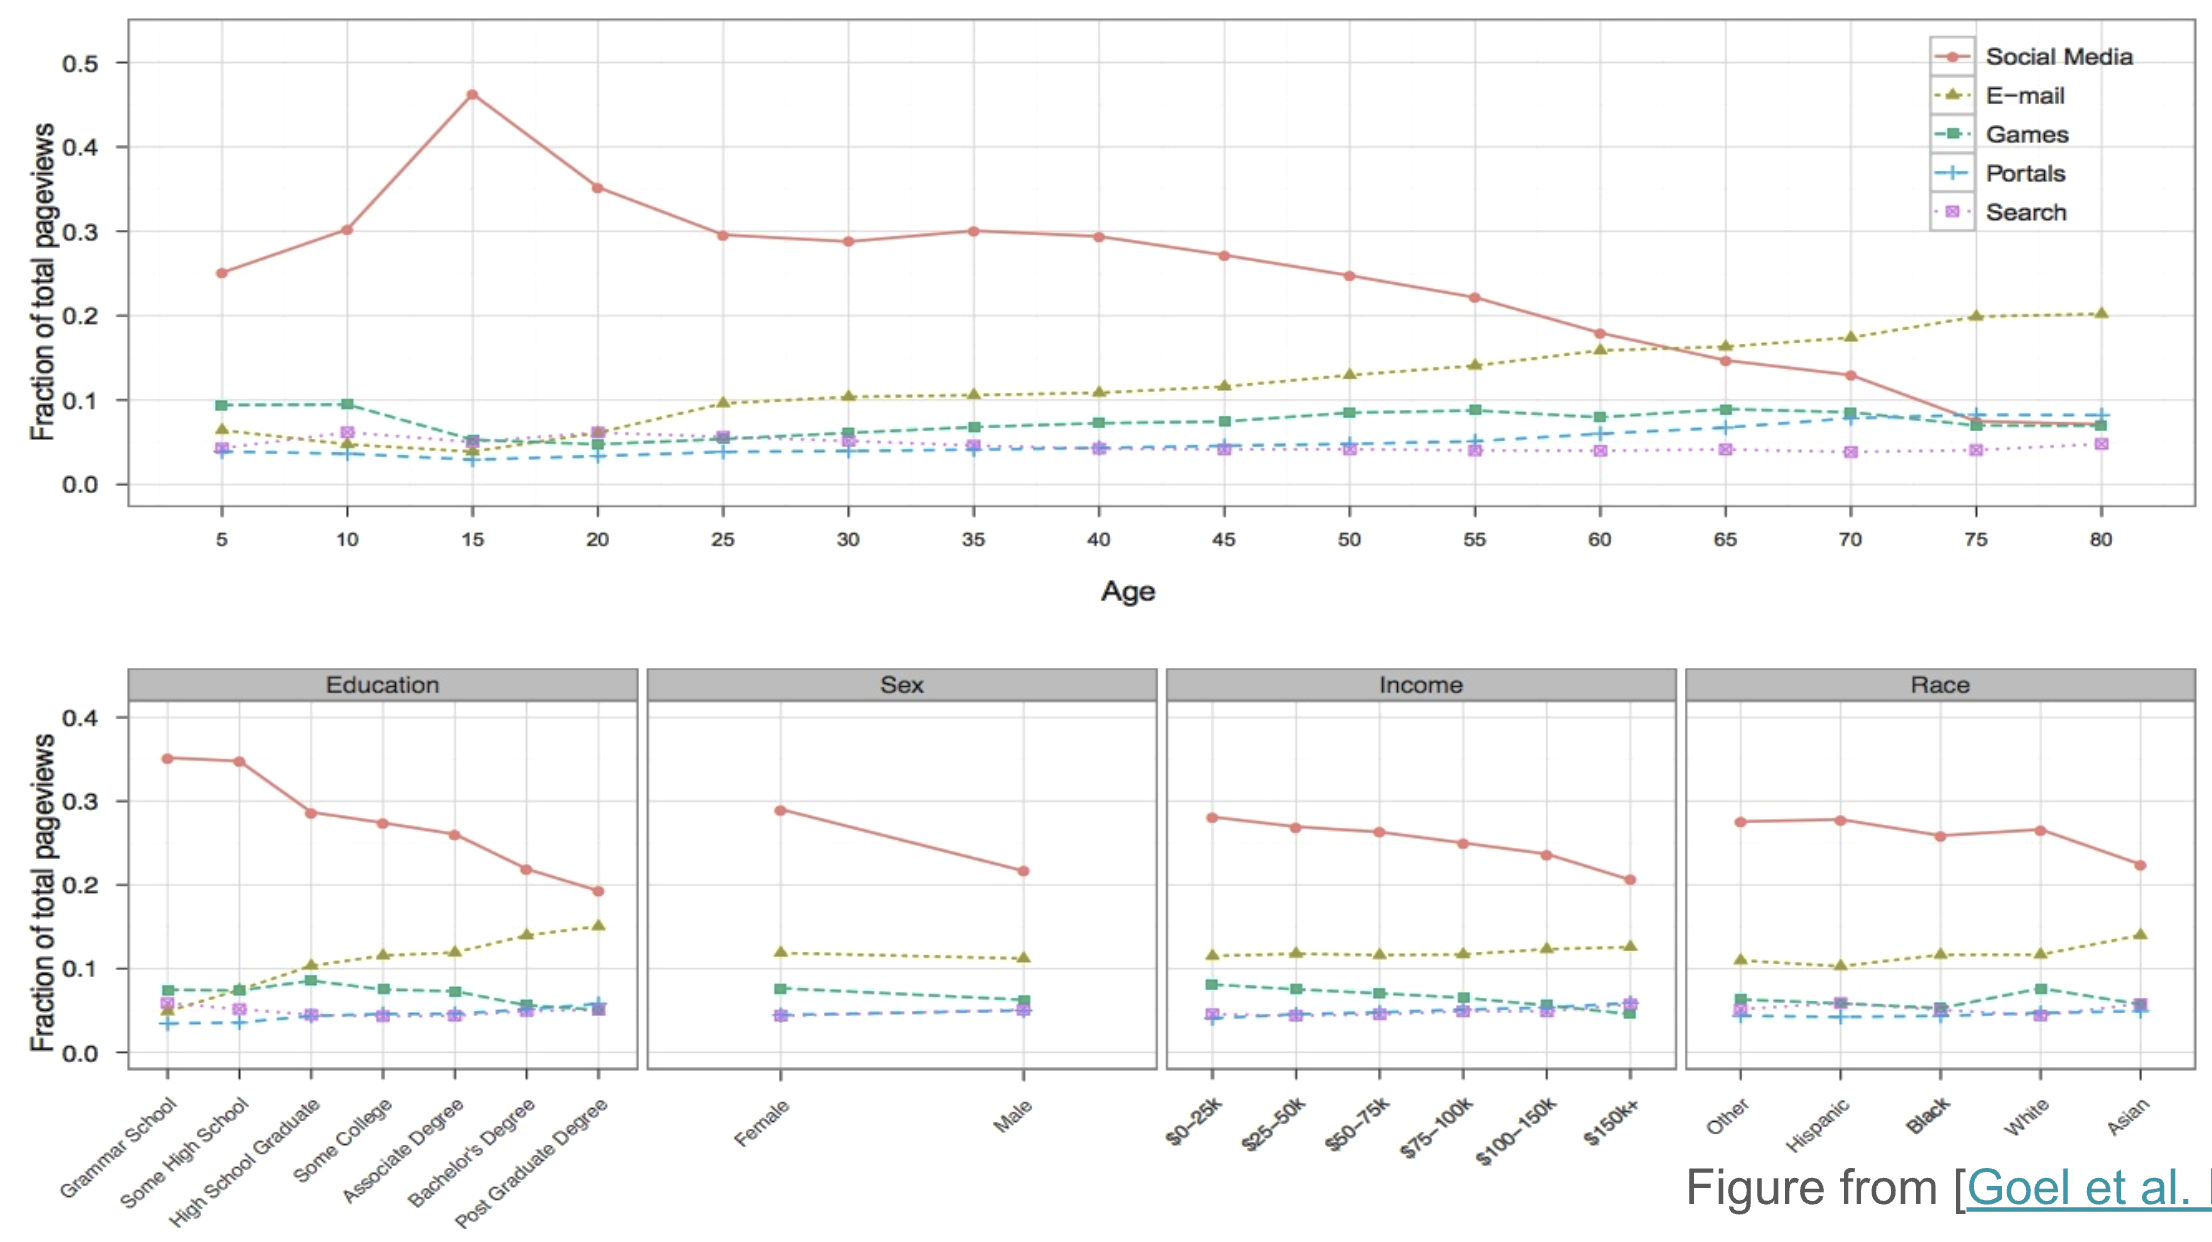 Fraction of total pageviews
0.5
0.4
0.3
0.2
0.1
0.0
Social Media
E-mail
Games
Portals
Search
5 10 15 20 25 30 35 40 45 50 55 60 65 70 75 80
Age
Education Sex Income Race
Fraction of total pageviews
0.4
0.3
0.2
0.1
0.0
Grammar School
Some High School
High School Graduate
Some College
Associate Degree
Bachelor's Degree
Post Graduate Degree
Female
Male
$0-25k
$25-50k
$50-75k
$75-100k
$100-150k
$150k+
Other
Hispanic
Black
White
Asian
Figure from [Goel et al.